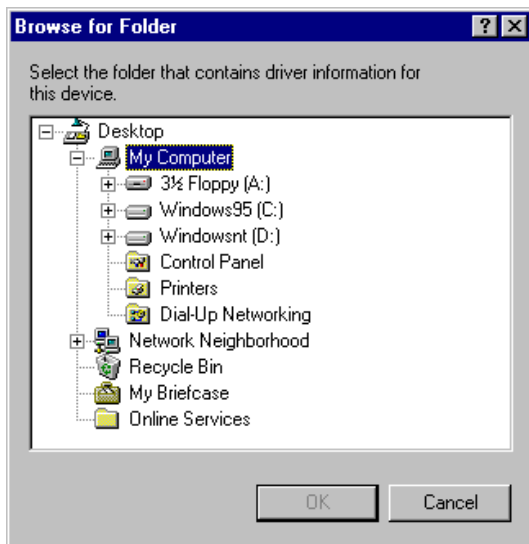 Browse for Folder
Select the folder that contains driver information for
this device.
Desktop
My Computer
3½ Floppy (A:)
Windows95 (C:)
Windowsnt (D:)
Control Panel
Printers
Dial-Up Networking
Network Neighborhood
Recycle Bin
My Briefcase
Online Services
OK Cancel